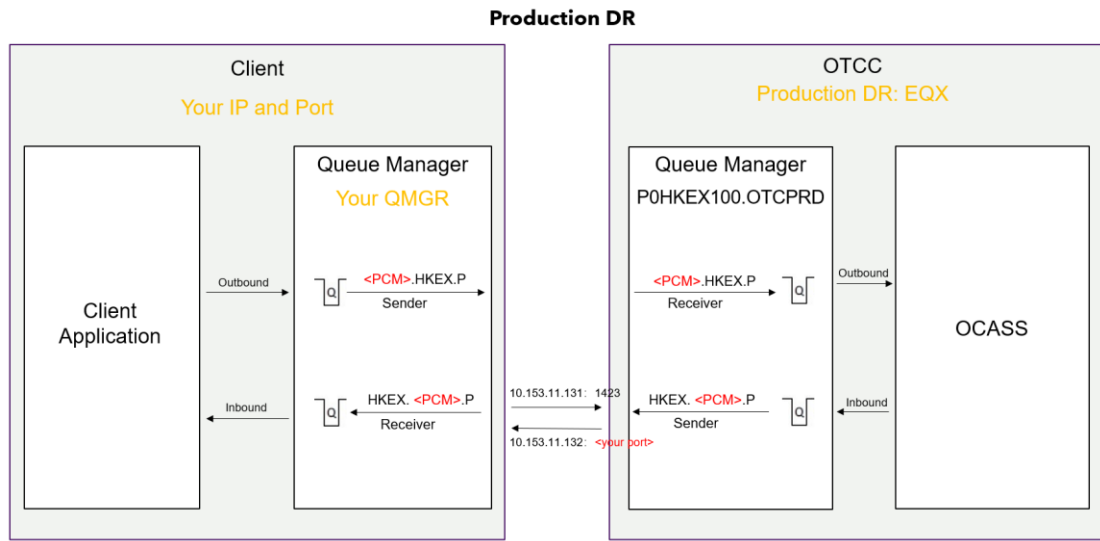 Production DR
Client
Your IP and Port
Client
Application
Outbound
Inbound
Queue Manager
Your QMGR
Q
<PCM>.HKEX.P
Sender
Q
HKEX. <PCM>.P
Receiver
10.153.11.131: 1423
10.153.11.132: <your port>
OTCC
Production DR: EQX
Queue Manager
P0HKEX100.OTCPRD
<PCM>.HKEX.P
Receiver
Q
HKEX. <PCM>.P
Sender
Q
Outbound
Inbound
OCASS